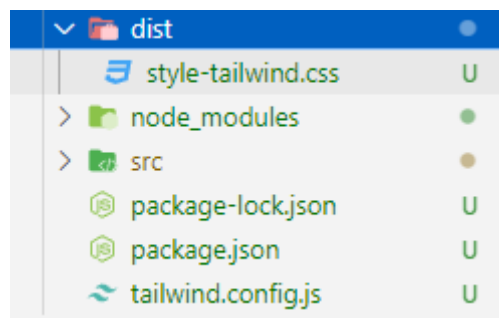 dist
style-tailwind.css U
node_modules
src
package-lock.json U
package.json U
tailwind.config.js U